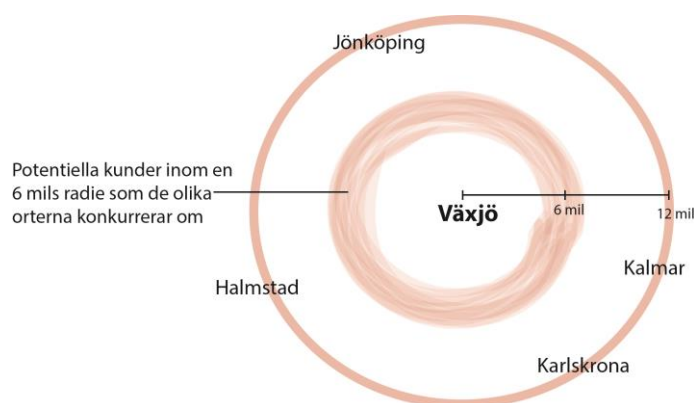 Jönköping
Potentiella kunder inom en
6 mils radie som de olika
orterna konkurrerar om
Växjö
6 mil
12 mil
Kalmar
Halmstad
Karlskrona